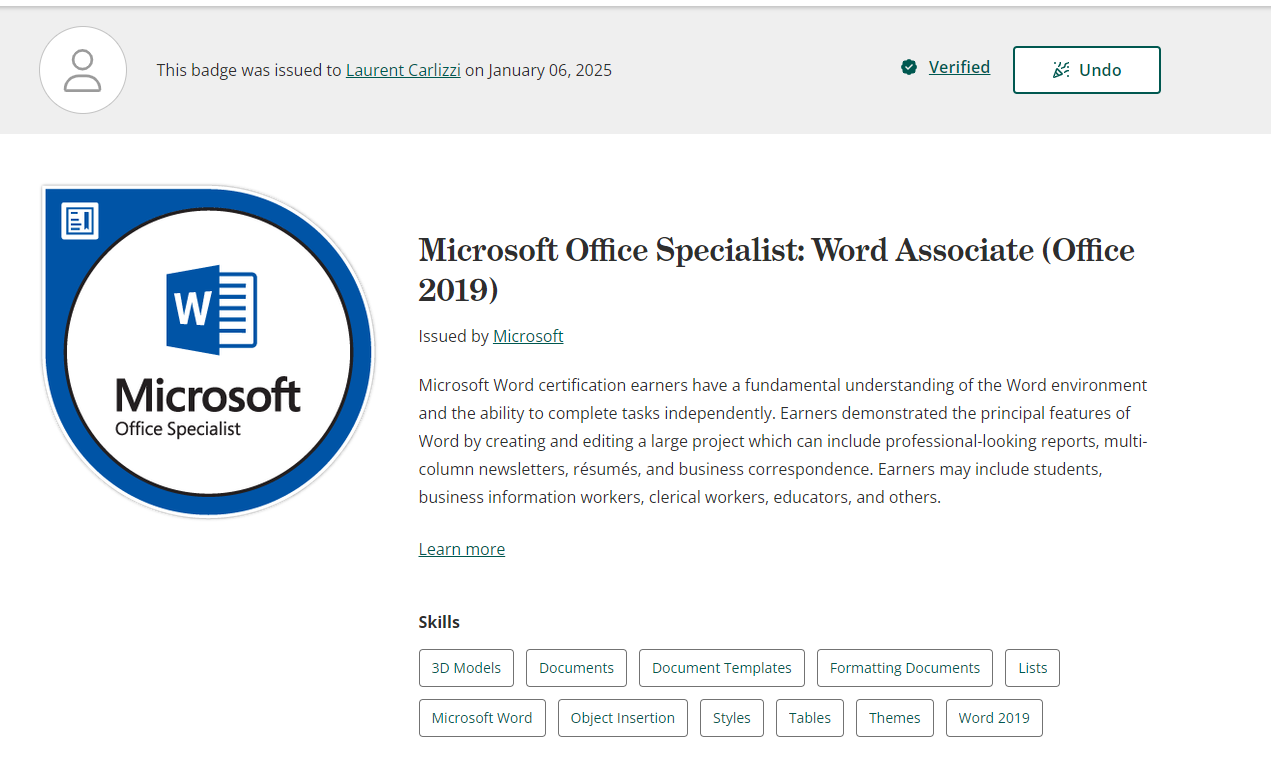 This badge was issued to Laurent Carlizzi on January 06, 2025
Verified
Undo
W
Microsoft
Office Specialist
Microsoft Office Specialist: Word Associate (Office
2019)
Issued by Microsoft
Microsoft Word certification earners have a fundamental understanding of the Word environment
and the ability to complete tasks independently. Earners demonstrated the principal features of
Word by creating and editing a large project which can include professional-looking reports, multi-
column newsletters, résumés, and business correspondence. Earners may include students,
business information workers, clerical workers, educators, and others.
Learn more
Skills
3D Models Documents Document Templates Formatting Documents Lists
Microsoft Word Object Insertion Styles Tables Themes Word 2019